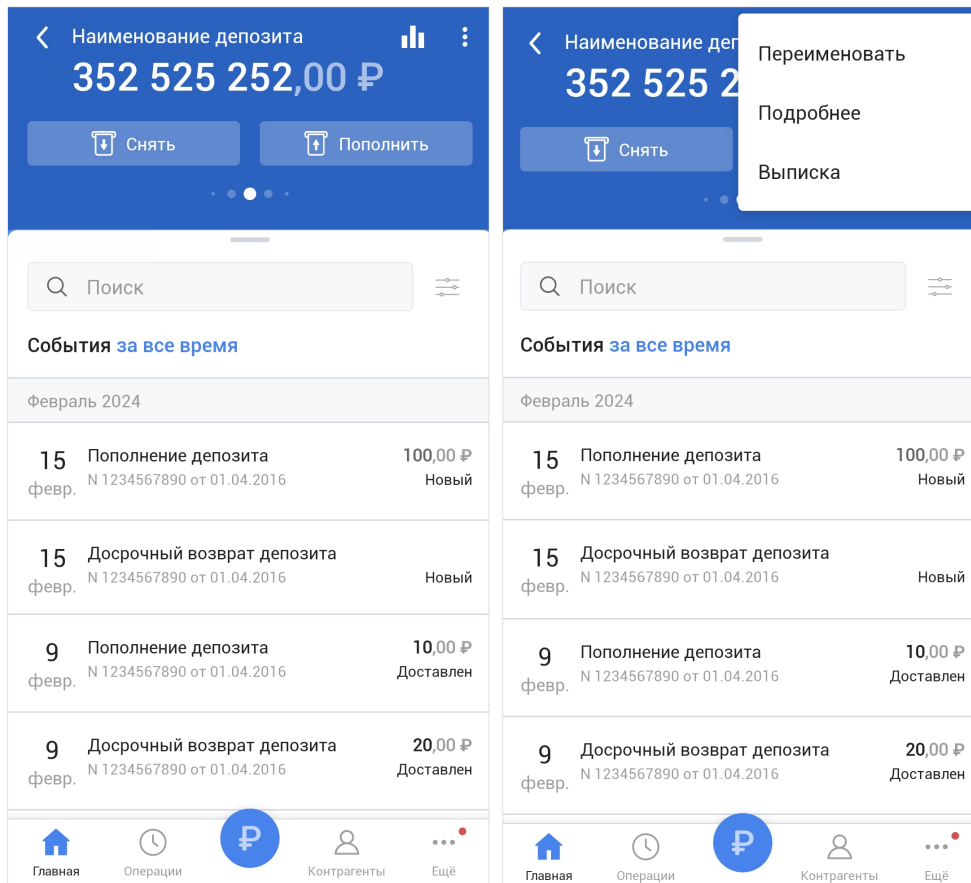 Наименование депозита
352 525 252,00 ₽
Снять
Пополнить
Поиск
События за все время
Февраль 2024
15 февр.
Пополнение депозита
100,00 ₽
N 1234567890 от 01.04.2016
Новый
15 февр.
Досрочный возврат депозита
N 1234567890 от 01.04.2016
Новый
9 февр.
Пополнение депозита
10,00 ₽
N 1234567890 от 01.04.2016
Доставлен
9 февр.
Досрочный возврат депозита
20,00 ₽
N 1234567890 от 01.04.2016
Доставлен
₽
Главная
Операции
Контрагенты
Ещё
Наименование деп
352 525 2
Переименовать
Подробнее
Выписка
Снять
Поиск
События за все время
Февраль 2024
15 февр.
Пополнение депозита
100,00 ₽
N 1234567890 от 01.04.2016
Новый
15 февр.
Досрочный возврат депозита
N 1234567890 от 01.04.2016
Новый
9 февр.
Пополнение депозита
10,00 ₽
N 1234567890 от 01.04.2016
Доставлен
9 февр.
Досрочный возврат депозита
20,00 ₽
N 1234567890 от 01.04.2016
Доставлен
₽
Главная
Операции
Контрагенты
Ещё